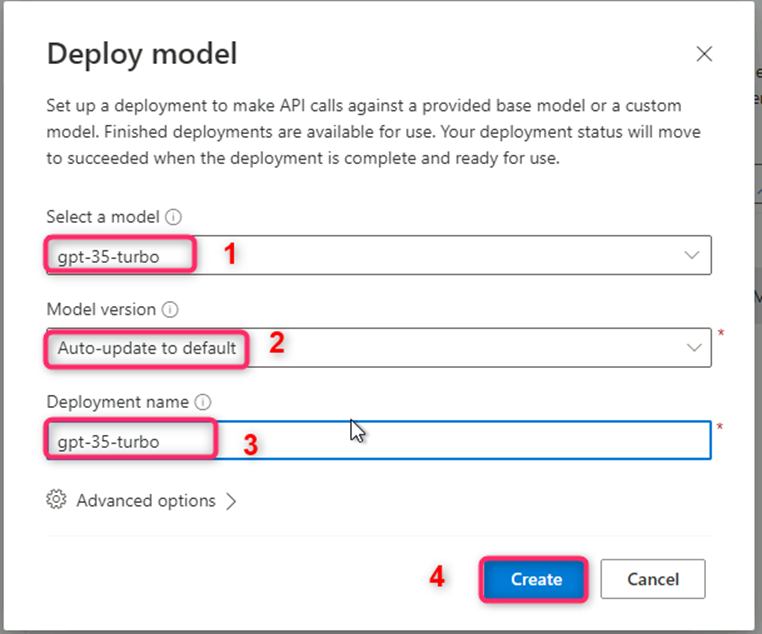 Deploy model
Set up a deployment to make API calls against a provided base model or a custom
model. Finished deployments are available for use. Your deployment status will move
to succeeded when the deployment is complete and ready for use.
Select a model
gpt-35-turbo 1
Model version
Auto-update to default 2
*
Deployment name
gpt-35-turbo 3
*
Advanced options
4 Create Cancel